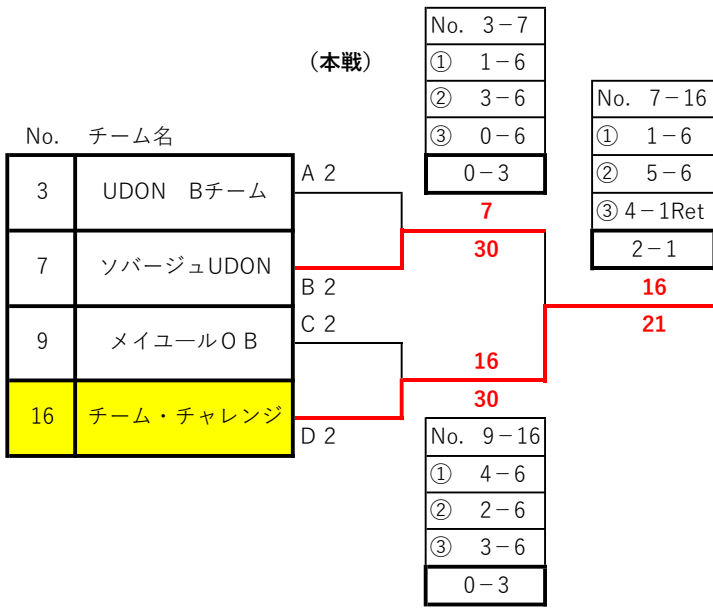 （本戦）
No. 3－7
① 1－6
② 3－6
③ 0－6
0－3
7
30
No. 7－16
① 1－6
② 5－6
③ 4－1Ret
2－1
16
21
No. チーム名
3 UDON Bチーム A 2
7 ソバージュUDON B 2
9 メイユールＯＢ C 2
16 チーム・チャレンジ D 2
16
30
No. 9－16
① 4－6
② 2－6
③ 3－6
0－3